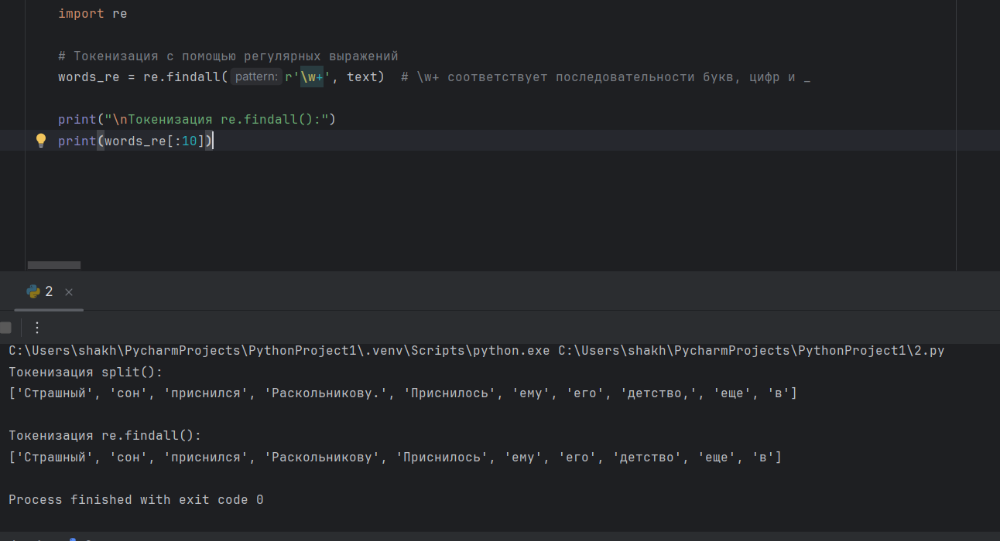 import re
# Токенизация с помощью регулярных выражений
words_re = re.findall( pattern: r'\w+', text)  # \w+ соответствует последовательности букв, цифр и _
print("\nТокенизация re.findall():")
print(words_re[:10])
2
C:\Users\shakh\PycharmProjects\PythonProject1\.venv\Scripts\python.exe C:\Users\shakh\PycharmProjects\PythonProject1\2.py
Токенизация split():
['Страшный', 'сон', 'приснился', 'Раскольникову.', 'Приснилось', 'ему', 'его', 'детство,', 'еще', 'в']
Токенизация re.findall():
['Страшный', 'сон', 'приснился', 'Раскольникову', 'Приснилось', 'ему', 'его', 'детство', 'еще', 'в']
Process finished with exit code 0